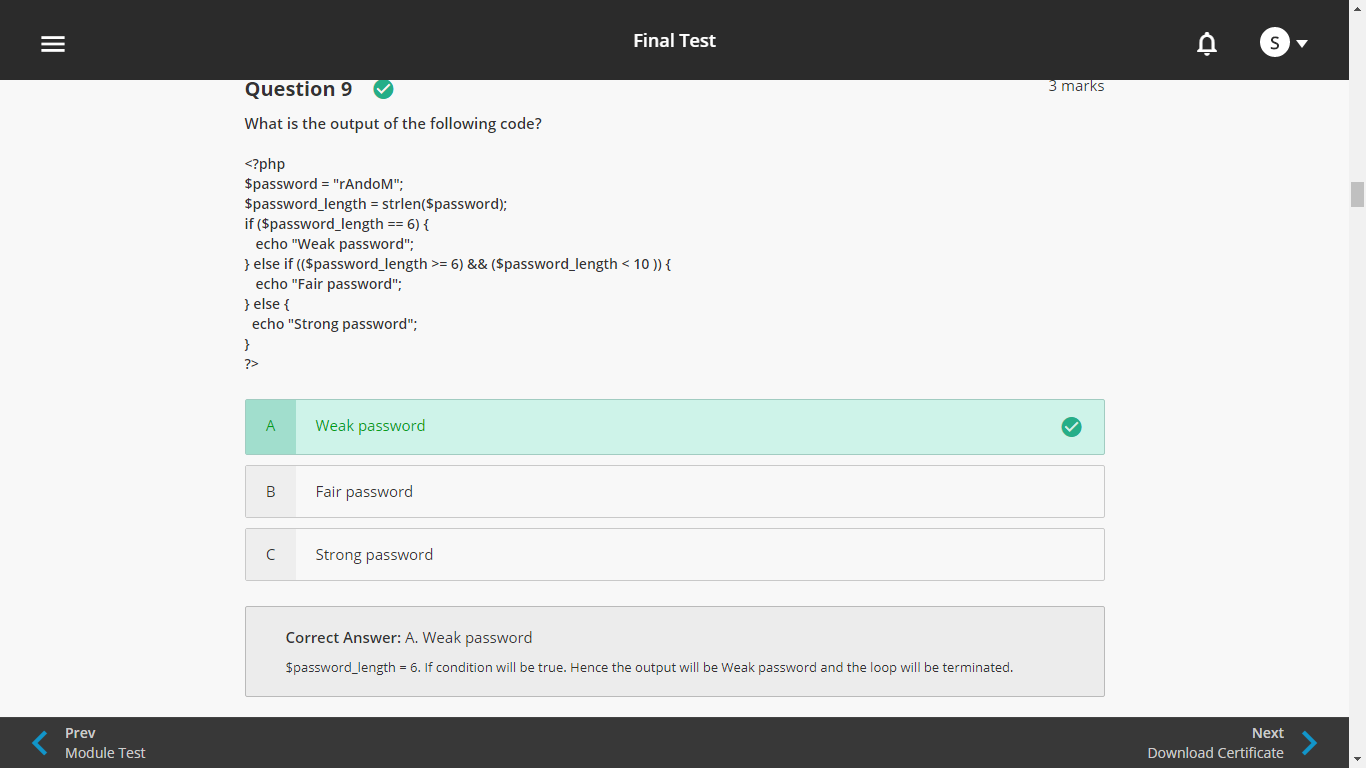 Final Test
S
Question 9
3 marks
What is the output of the following code?
<?php
$password = "rAndoM";
$password_length = strlen($password);
if ($password_length == 6) {
echo "Weak password";
} else if (($password_length >= 6) && ($password_length < 10 )) {
echo "Fair password";
} else {
echo "Strong password";
}
?>
A Weak password
B Fair password
C Strong password
Correct Answer: A. Weak password
$password_length = 6. If condition will be true. Hence the output will be Weak password and the loop will be terminated.
Prev
Module Test
Next
Download Certificate